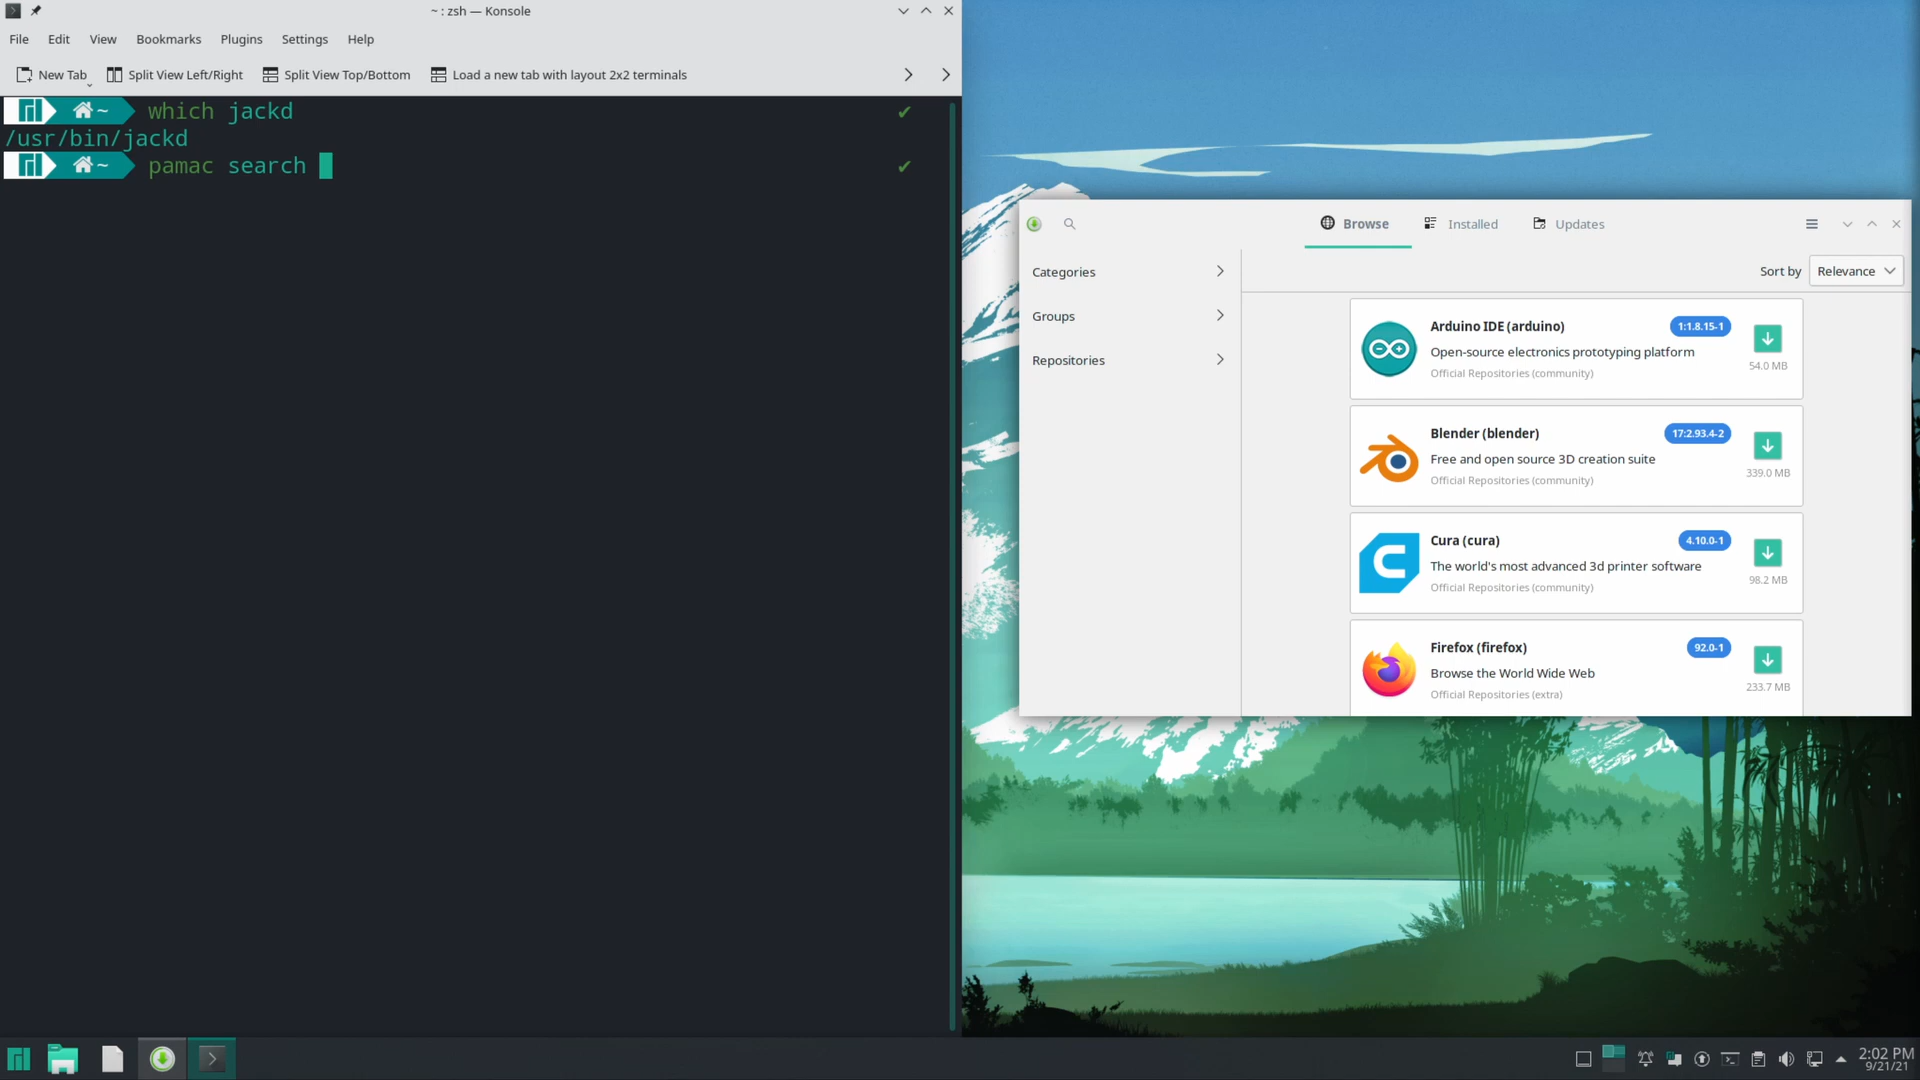 ~ : zsh — Konsole
File Edit View Bookmarks Plugins Settings Help
New Tab Split View Left/Right Split View Top/Bottom Load a new tab with layout 2x2 terminals
~ which jackd ✔
/usr/bin/jackd
~ pamac search ✔
Browse Installed Updates
Categories
Groups
Repositories
Sort by Relevance
Arduino IDE (arduino) 1:1.8.15-1
Open-source electronics prototyping platform
Official Repositories (community)
54.0 MB
Blender (blender) 17:2.93.4-2
Free and open source 3D creation suite
Official Repositories (community)
339.0 MB
Cura (cura) 4.10.0-1
The world's most advanced 3d printer software
Official Repositories (community)
98.2 MB
Firefox (firefox) 92.0-1
Browse the World Wide Web
Official Repositories (extra)
233.7 MB
2:02 PM
9/21/21